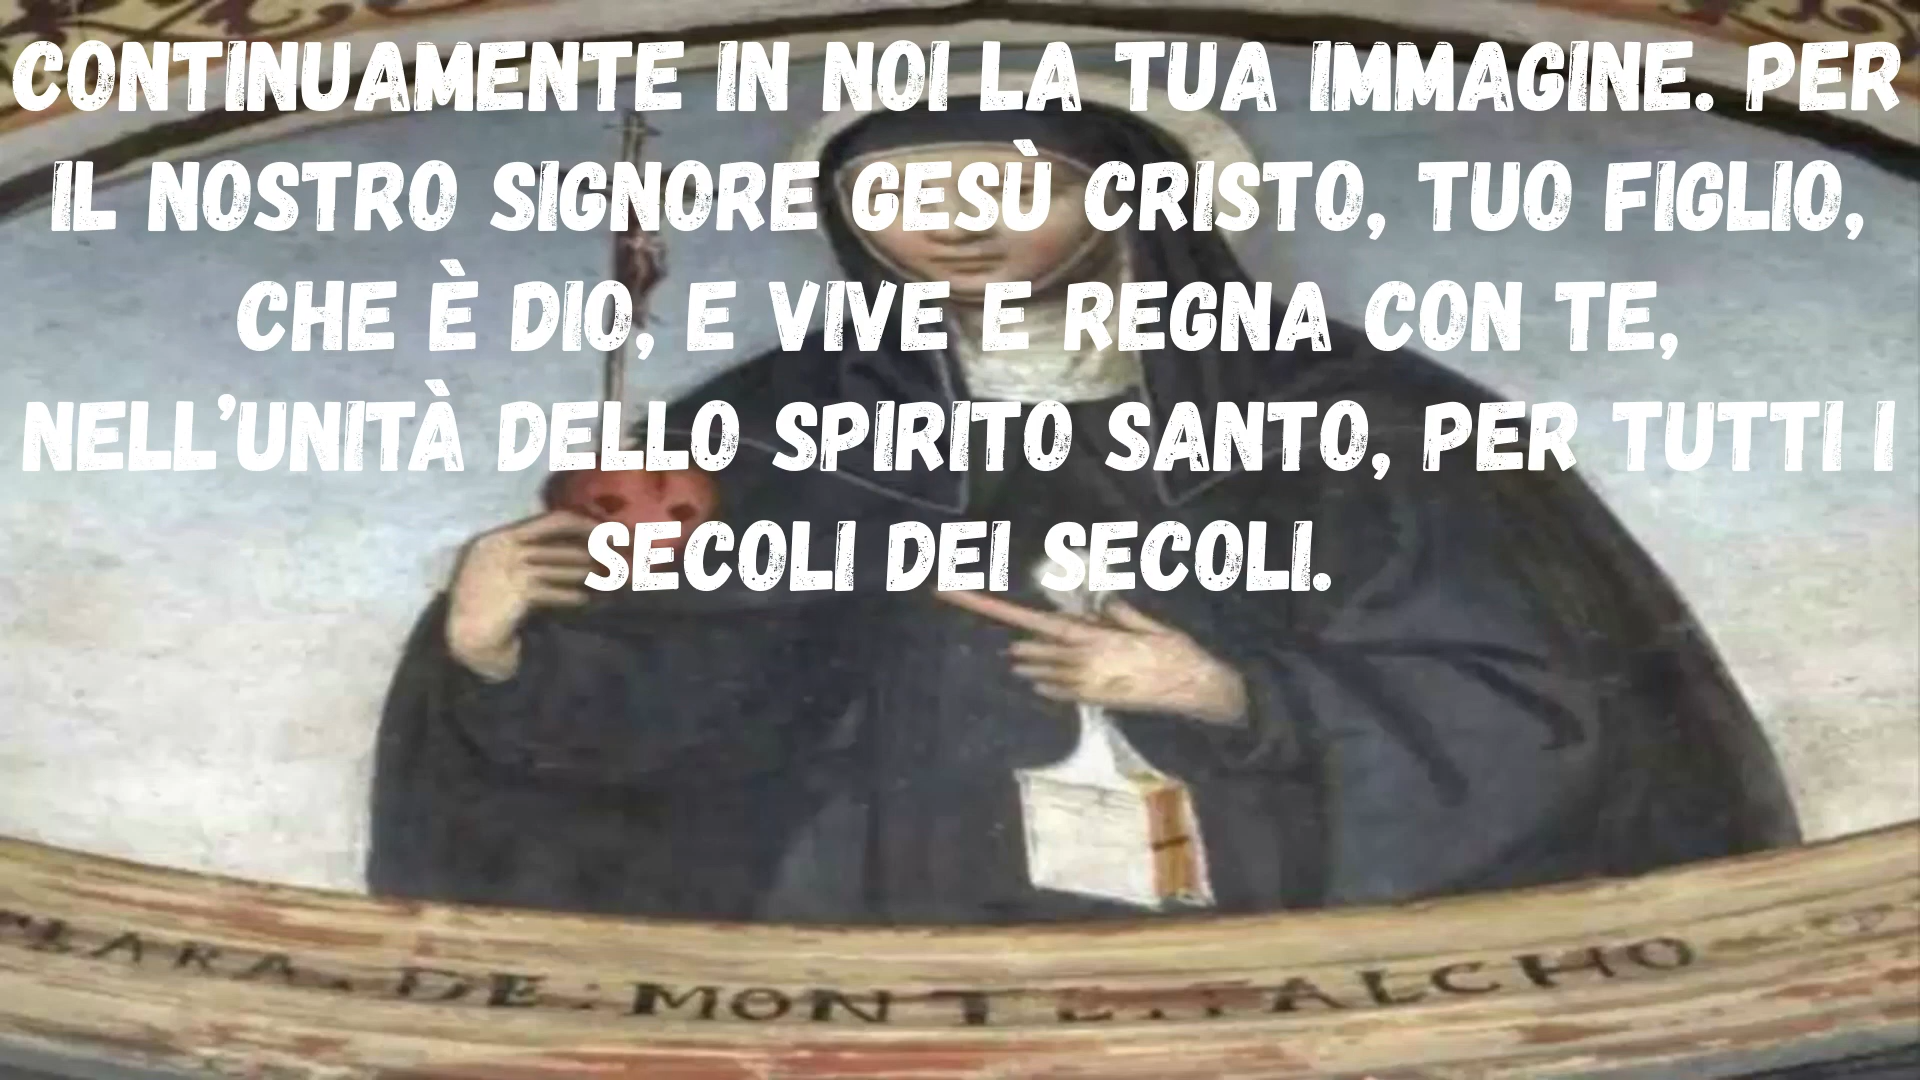 CONTINUAMENTE IN NOI LA TUA IMMAGINE. PER
IL NOSTRO SIGNORE GESÙ CRISTO, TUO FIGLIO,
CHE È DIO, E VIVE E REGNA CON TE,
NELL'UNITÀ DELLO SPIRITO SANTO, PER TUTTI I
SECOLI DEI SECOLI.
CLARA. DE. MONTE. FALCHO